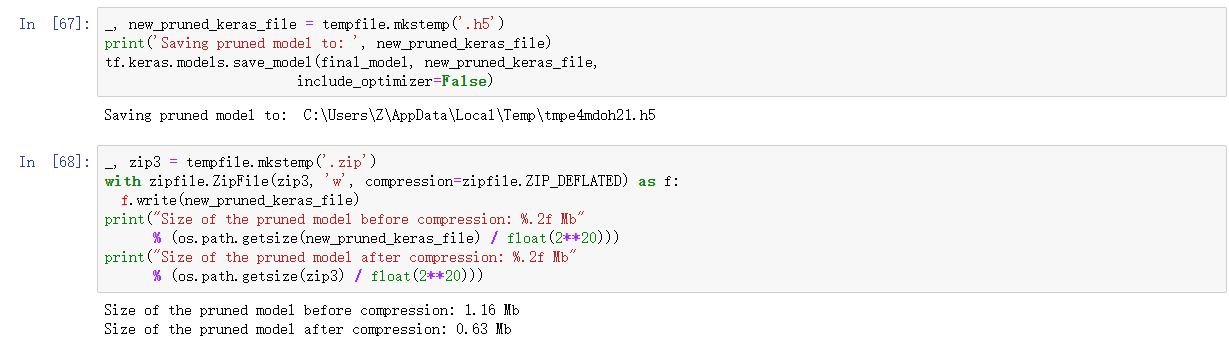 In [67]: _, new_pruned_keras_file = tempfile.mkstemp('.h5')
print('Saving pruned model to: ', new_pruned_keras_file)
tf.keras.models.save_model(final_model, new_pruned_keras_file,
include_optimizer=False)
Saving pruned model to:  C:\Users\Z\AppData\Local\Temp\tmpe4mdoh21.h5
In [68]: _, zip3 = tempfile.mkstemp('.zip')
with zipfile.ZipFile(zip3, 'w', compression=zipfile.ZIP_DEFLATED) as f:
f.write(new_pruned_keras_file)
print("Size of the pruned model before compression: %.2f Mb"
% (os.path.getsize(new_pruned_keras_file) / float(2**20)))
print("Size of the pruned model after compression: %.2f Mb"
% (os.path.getsize(zip3) / float(2**20)))
Size of the pruned model before compression: 1.16 Mb
Size of the pruned model after compression: 0.63 Mb